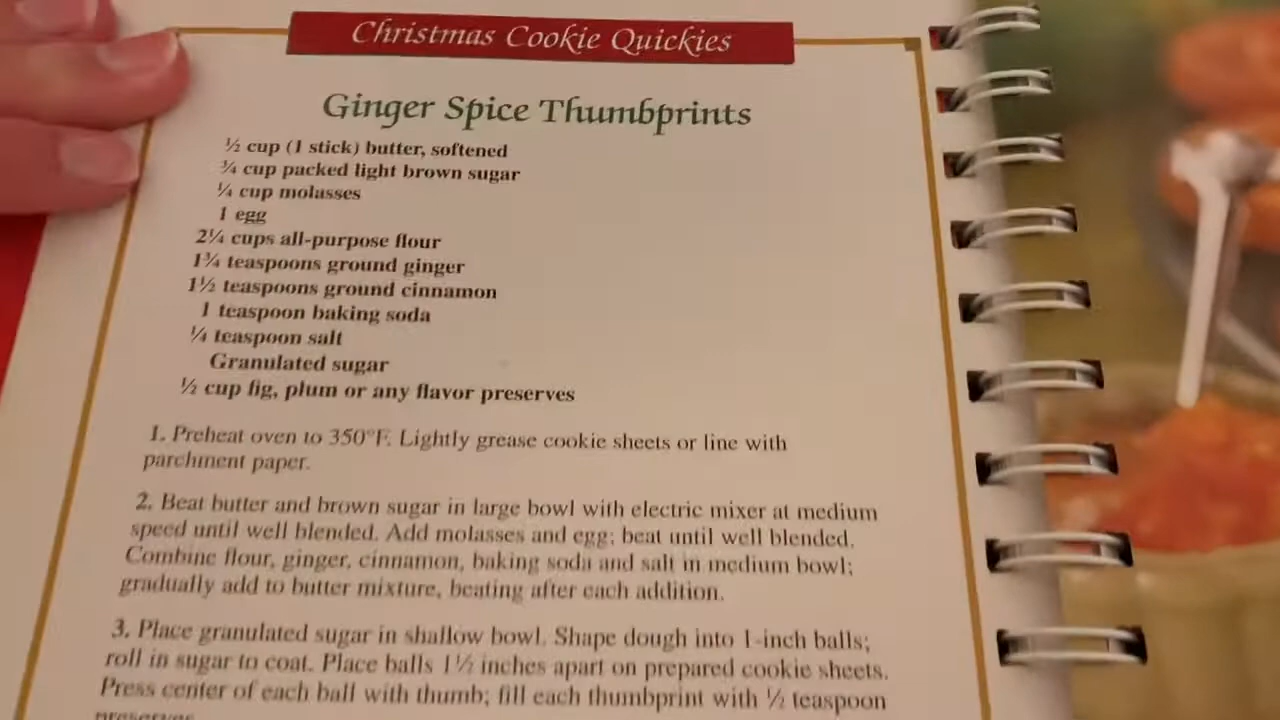 Christmas Cookie Quickies
Ginger Spice Thumbprints
½ cup (1 stick) butter, softened
¾ cup packed light brown sugar
¼ cup molasses
1 egg
2¼ cups all-purpose flour
1¾ teaspoons ground ginger
1½ teaspoons ground cinnamon
1 teaspoon baking soda
¼ teaspoon salt
Granulated sugar
½ cup fig, plum or any flavor preserves
1. Preheat oven to 350°F. Lightly grease cookie sheets or line with
parchment paper.
2. Beat butter and brown sugar in large bowl with electric mixer at medium
speed until well blended. Add molasses and egg; beat until well blended.
Combine flour, ginger, cinnamon, baking soda and salt in medium bowl;
gradually add to butter mixture, beating after each addition.
3. Place granulated sugar in shallow bowl. Shape dough into 1-inch balls;
roll in sugar to coat. Place balls 1½ inches apart on prepared cookie sheets.
Press center of each ball with thumb; fill each thumbprint with ½ teaspoon
preserves.